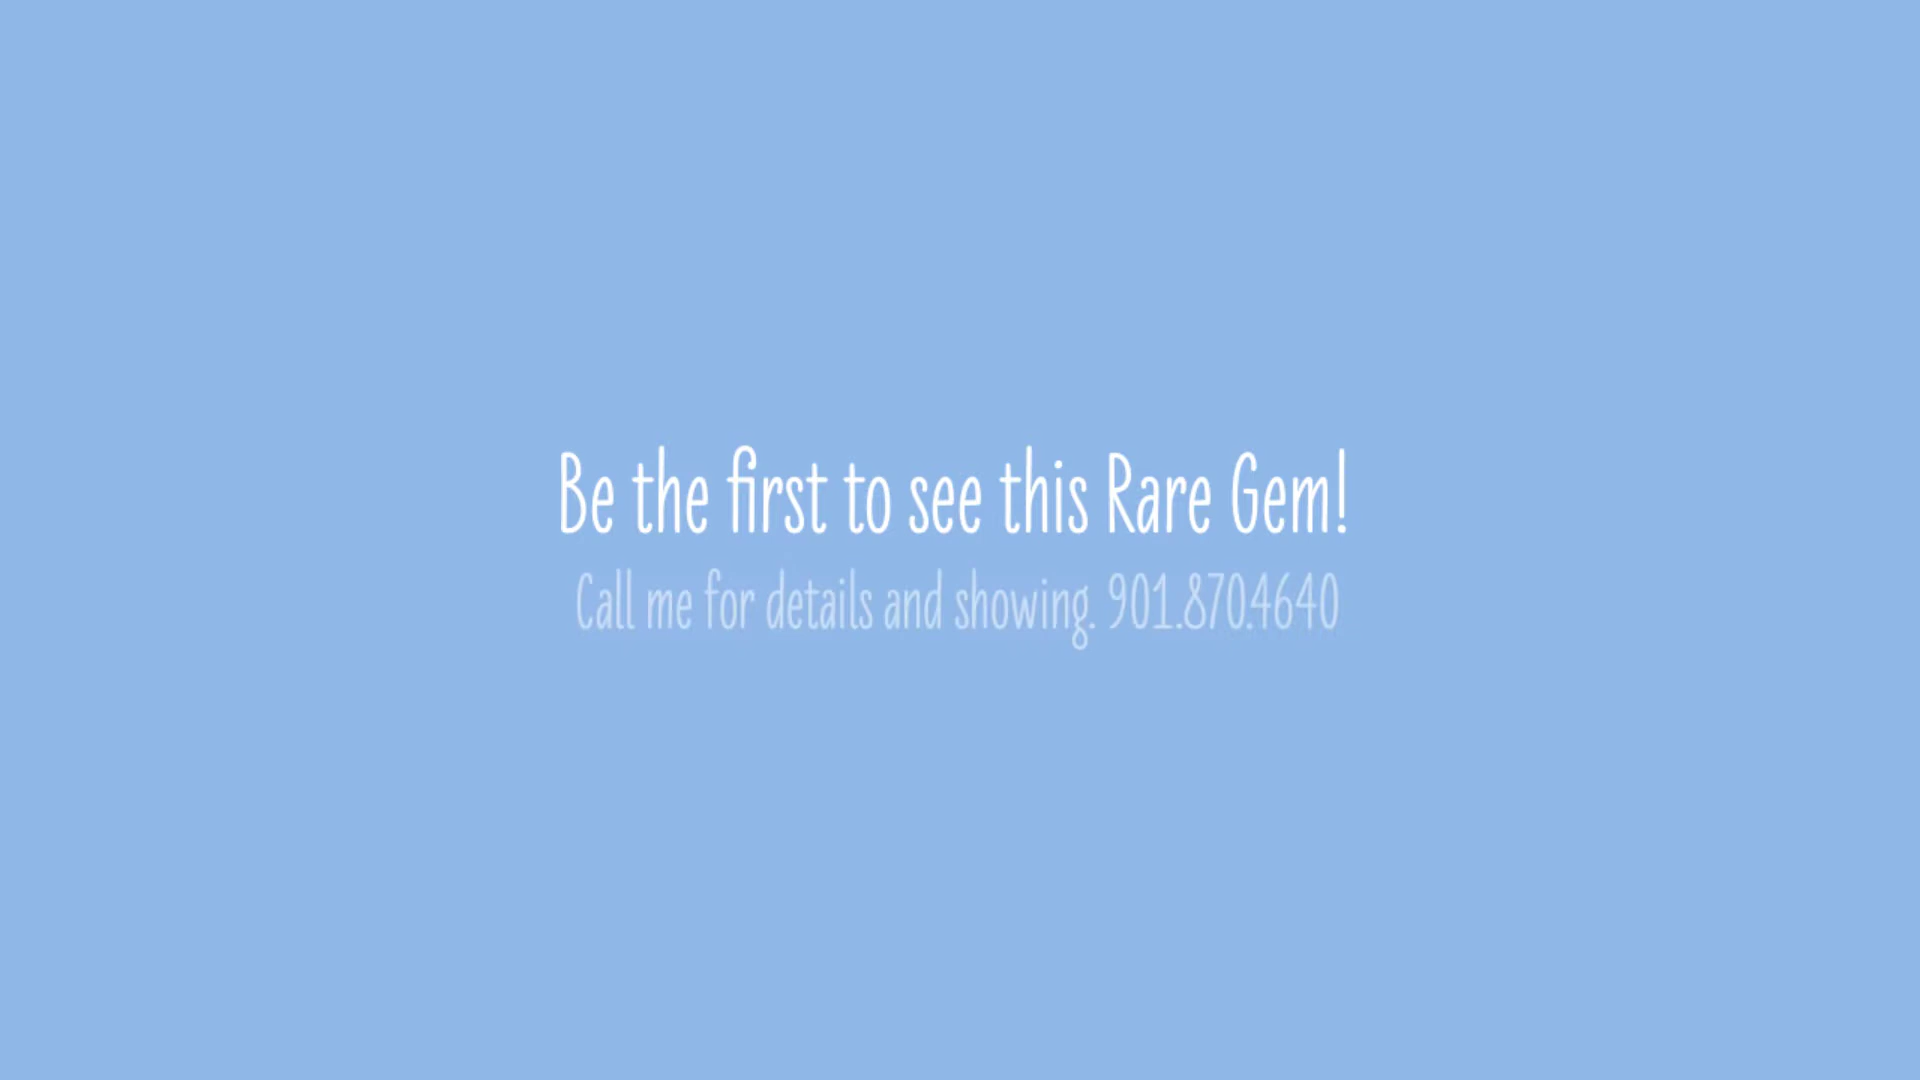 Be the first to see this Rare Gem!
Call me for details and showing. 901.870.4640